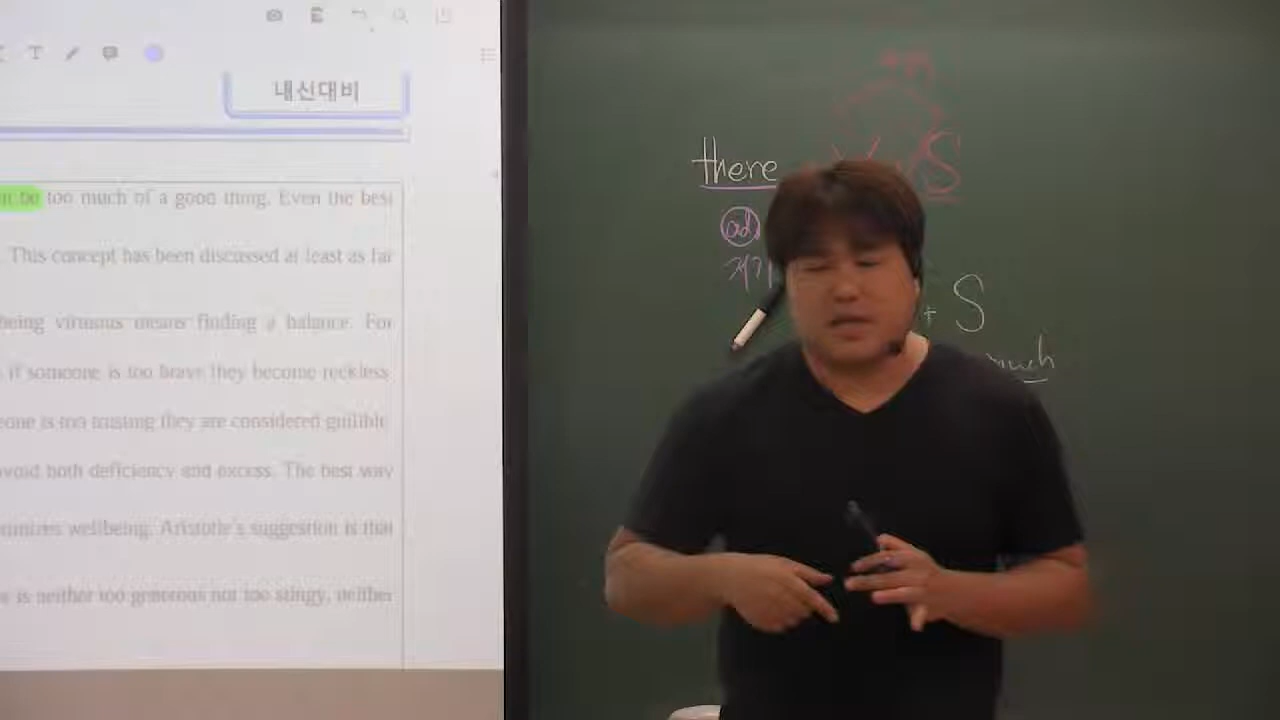 내신대비
too much of a good thing. Even the best
This concept has been discussed at least as far
being virtuous means finding a balance. For
if someone is too brave they become reckless
is too trusting they are considered gullible
both deficiency and excess. The best way
wellbeing. Aristotle's suggestion is that
is neither too generous nor too stingy, neither
there
S
ad
+ S
much